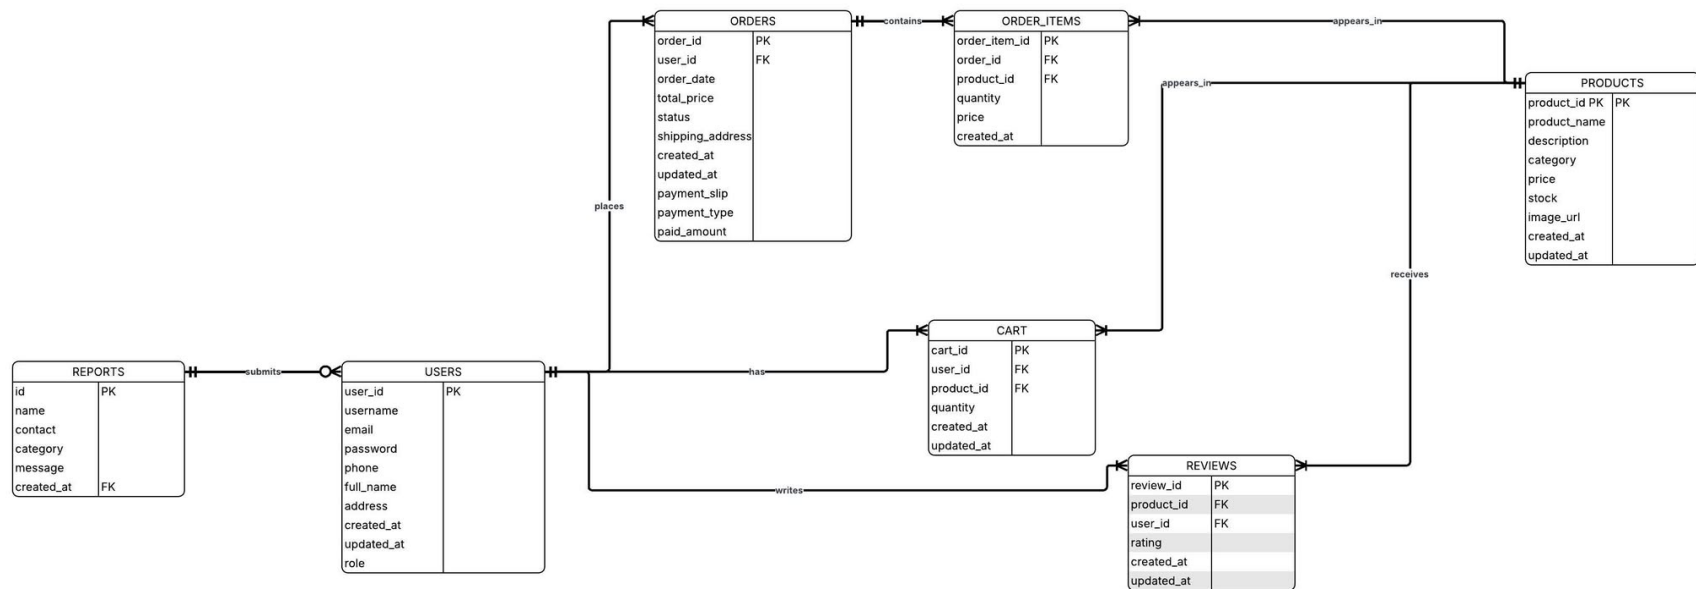 ORDERS
order_id PK
user_id FK
order_date
total_price
status
shipping_address
created_at
updated_at
payment_slip
payment_type
paid_amount
contains
ORDER_ITEMS
order_item_id PK
order_id FK
product_id FK
quantity
price
created_at
appears_in
appears_in
PRODUCTS
product_id PK PK
product_name
description
category
price
stock
image_url
created_at
updated_at
places
receives
CART
cart_id PK
user_id FK
product_id FK
quantity
created_at
updated_at
REPORTS
id PK
name
contact
category
message
created_at FK
submits
USERS
user_id PK
username
email
password
phone
full_name
address
created_at
updated_at
role
has
writes
REVIEWS
review_id PK
product_id FK
user_id FK
rating
created_at
updated_at